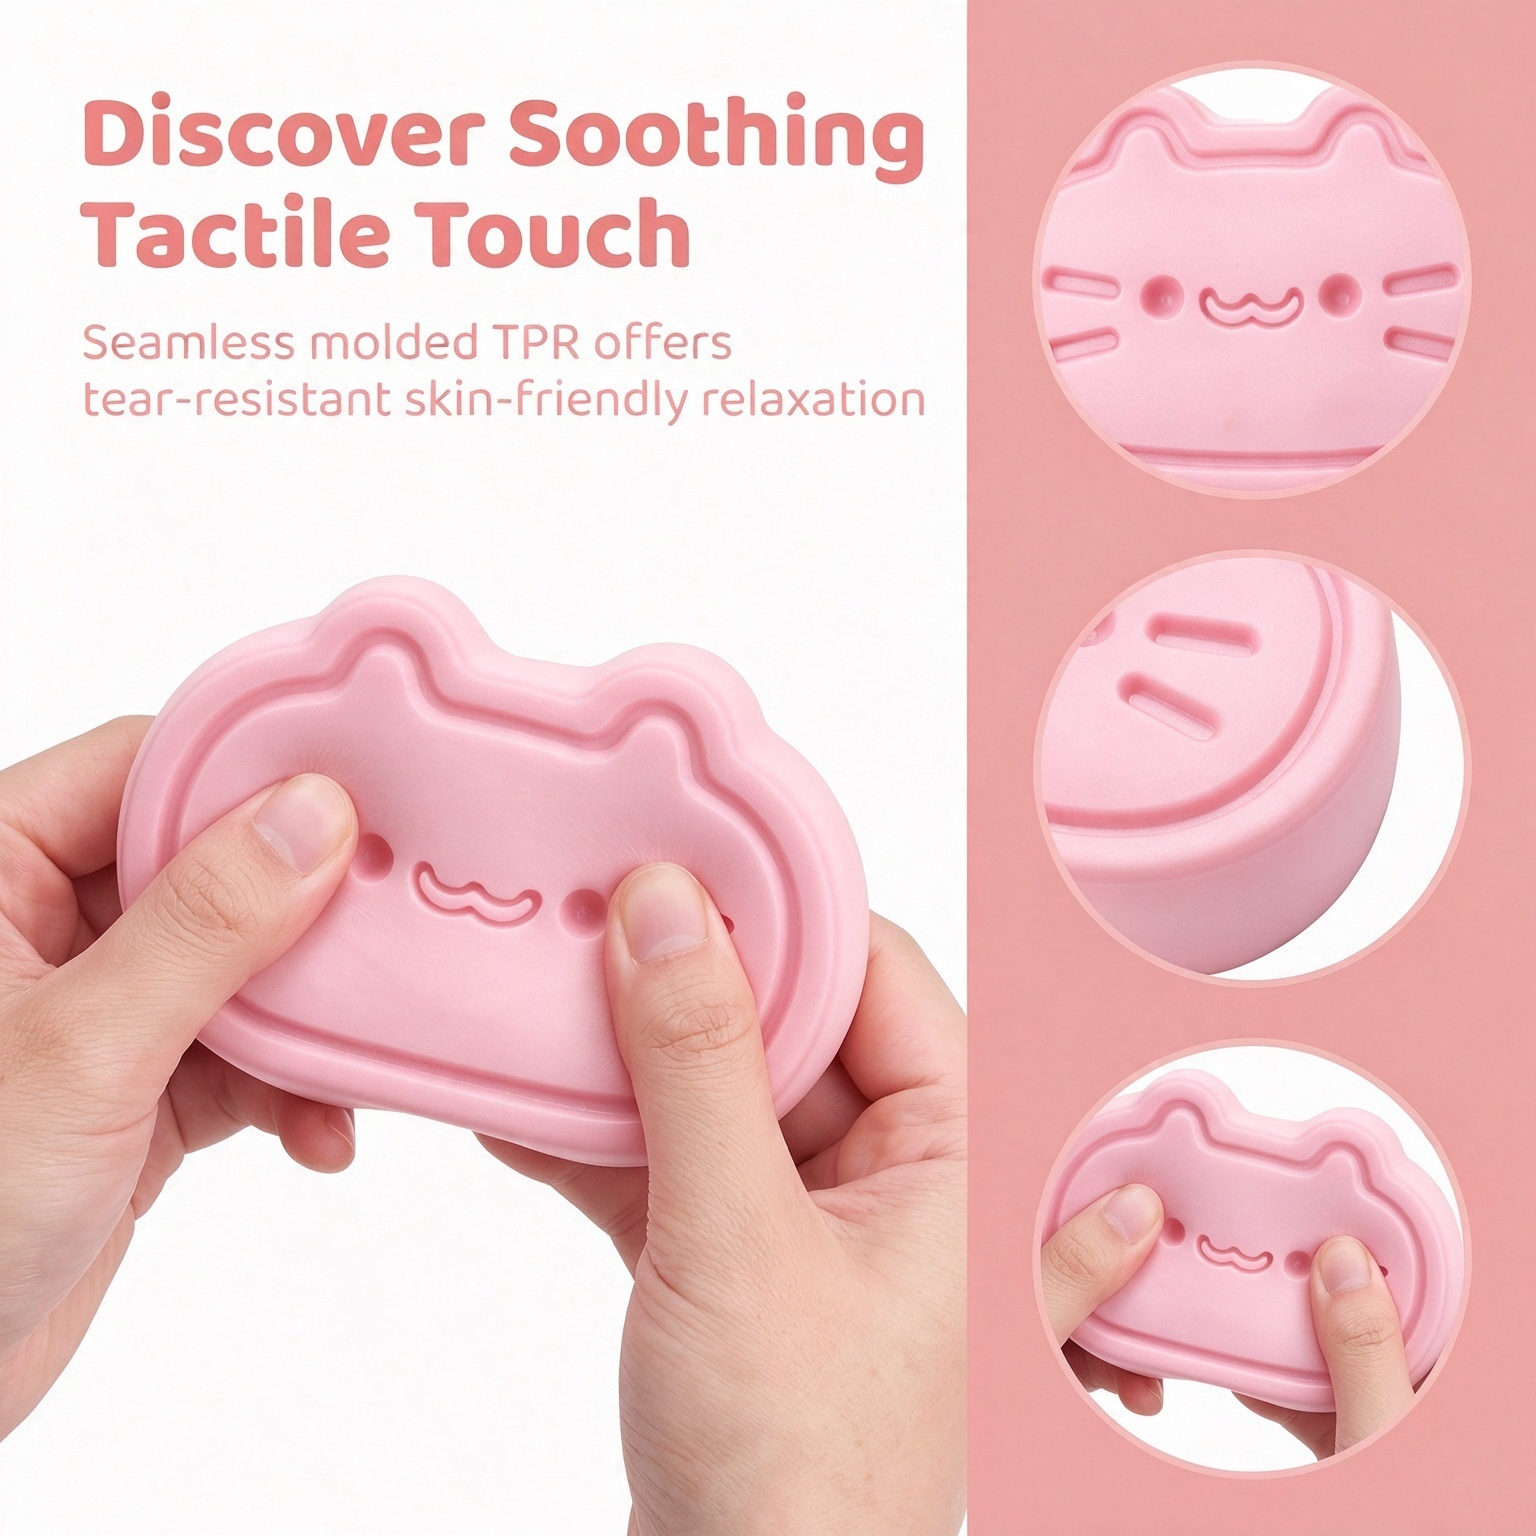 Discover Soothing
Tactile Touch
Seamless molded TPR offers
tear-resistant skin-friendly relaxation